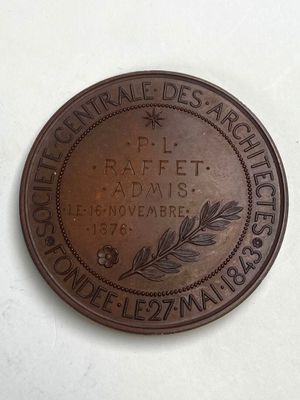 SOCIETE·CENTRALE·DES·ARCHITECTES
·FONDEE·LE·27·MAI·1843·
·P·L·
RAFFET
·ADMIS·
·LE·16·NOVEMBRE·
·1876·